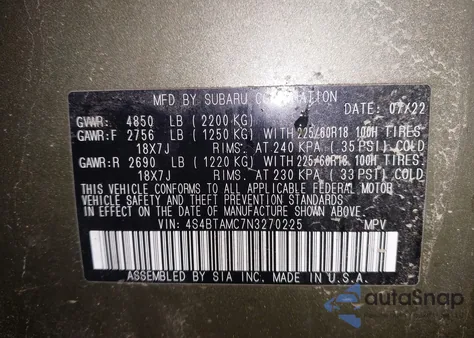 MFD. BY SUBARU CORPORATION DATE: 07/22
GVWR: 4850 LB (2200 KG)
GAWR:F 2756 LB (1250 KG) WITH 225/60R18 100H TIRES
18X7J RIMS. AT 240 KPA (35 PSI) COLD
GAWR:R 2690 LB (1220 KG) WITH 225/60R18 100H TIRES
18X7J RIMS. AT 230 KPA (33 PSI) COLD
THIS VEHICLE CONFORMS TO ALL APPLICABLE FEDERAL MOTOR
VEHICLE SAFETY AND THEFT PREVENTION STANDARDS
IN EFFECT ON THE DATE OF MANUFACTURE SHOWN ABOVE.
VIN: 4S4BTAMC7N3270225 MPV
ASSEMBLED BY SIA INC. IN U.S.A.
autoSnap